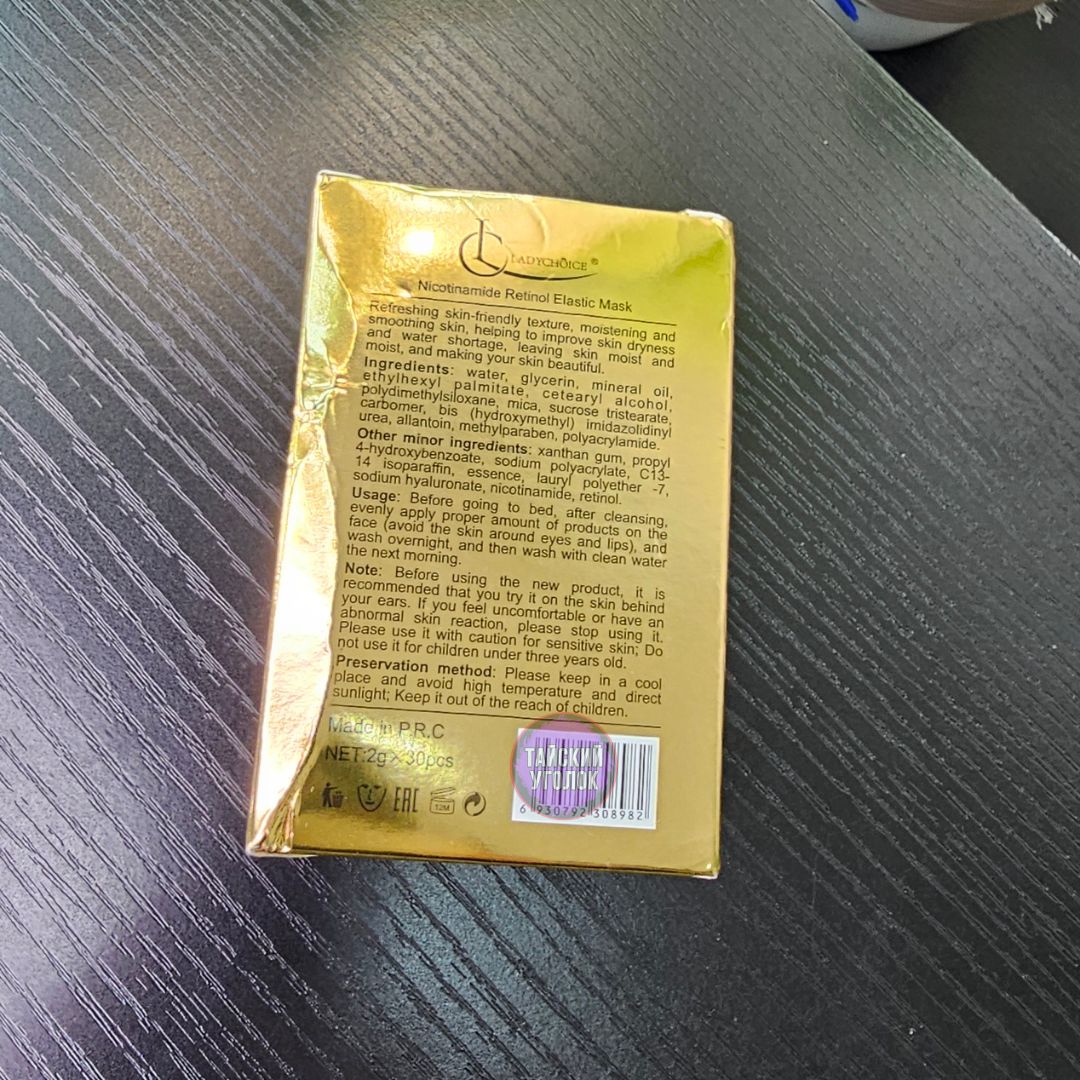 LC
LADYCHOICE ®
Nicotinamide Retinol Elastic Mask
Refreshing skin-friendly texture, moistening and
smoothing skin, helping to improve skin dryness
and water shortage, leaving skin moist and
moist, and making your skin beautiful.
Ingredients: water, glycerin, mineral oil,
ethylhexyl palmitate, cetearyl alcohol,
polydimethylsiloxane, mica, sucrose tristearate,
carbomer, bis (hydroxymethyl) imidazolidinyl
urea, allantoin, methylparaben, polyacrylamide.
Other minor ingredients: xanthan gum, propyl
4-hydroxybenzoate, sodium polyacrylate, C13-
14 isoparaffin, essence, lauryl polyether -7,
sodium hyaluronate, nicotinamide, retinol.
Usage: Before going to bed, after cleansing,
evenly apply proper amount of products on the
face (avoid the skin around eyes and lips), and
wash overnight, and then wash with clean water
the next morning.
Note: Before using the new product, it is
recommended that you try it on the skin behind
your ears. If you feel uncomfortable or have an
abnormal skin reaction, please stop using it.
Please use it with caution for sensitive skin; Do
not use it for children under three years old.
Preservation method: Please keep in a cool
place and avoid high temperature and direct
sunlight; Keep it out of the reach of children.
Made in P.R.C
NET:2g×30pcs
EAC 12M
ТАЙСКИЙ
УГОЛОК
6 930792 308982